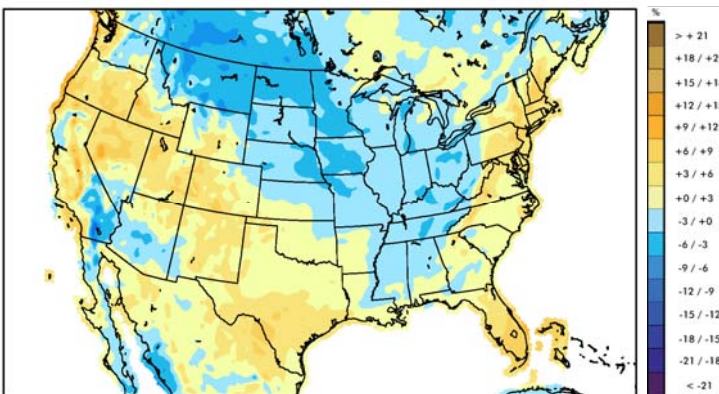 %
> + 21
+18 / +2
+15 / +1
+12 / +1
+9 / +12
+6 / +9
+3 / +6
+0 / +3
-3 / +0
-6 / -3
-9 / -6
-12 / -9
-15 / -12
-18 / -15
-21 / -18
< -21